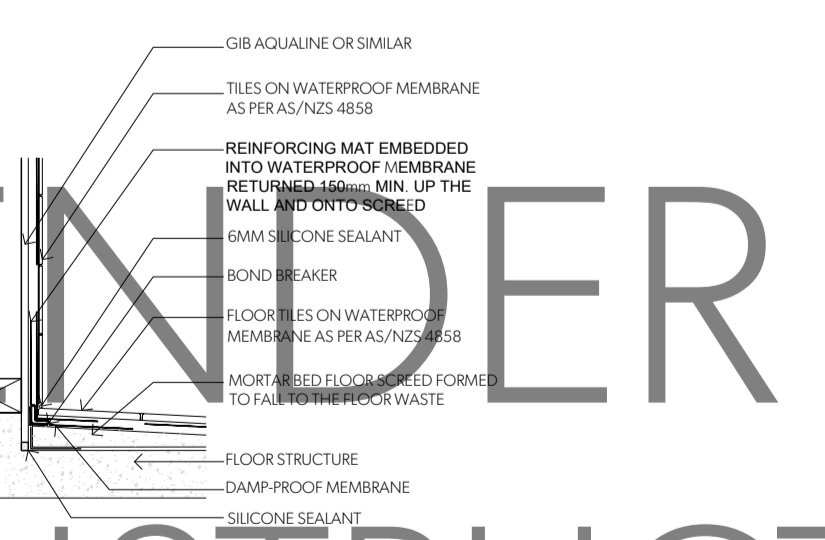 GIB AQUALINE OR SIMILAR
TILES ON WATERPROOF MEMBRANE
AS PER AS/NZS 4858
REINFORCING MAT EMBEDDED
INTO WATERPROOF MEMBRANE
RETURNED 150mm MIN. UP THE
WALL AND ONTO SCREED
6MM SILICONE SEALANT
BOND BREAKER
FLOOR TILES ON WATERPROOF
MEMBRANE AS PER AS/NZS 4858
MORTAR BED FLOOR SCREED FORMED
TO FALL TO THE FLOOR WASTE
FLOOR STRUCTURE
DAMP-PROOF MEMBRANE
SILICONE SEALANT
ENDER